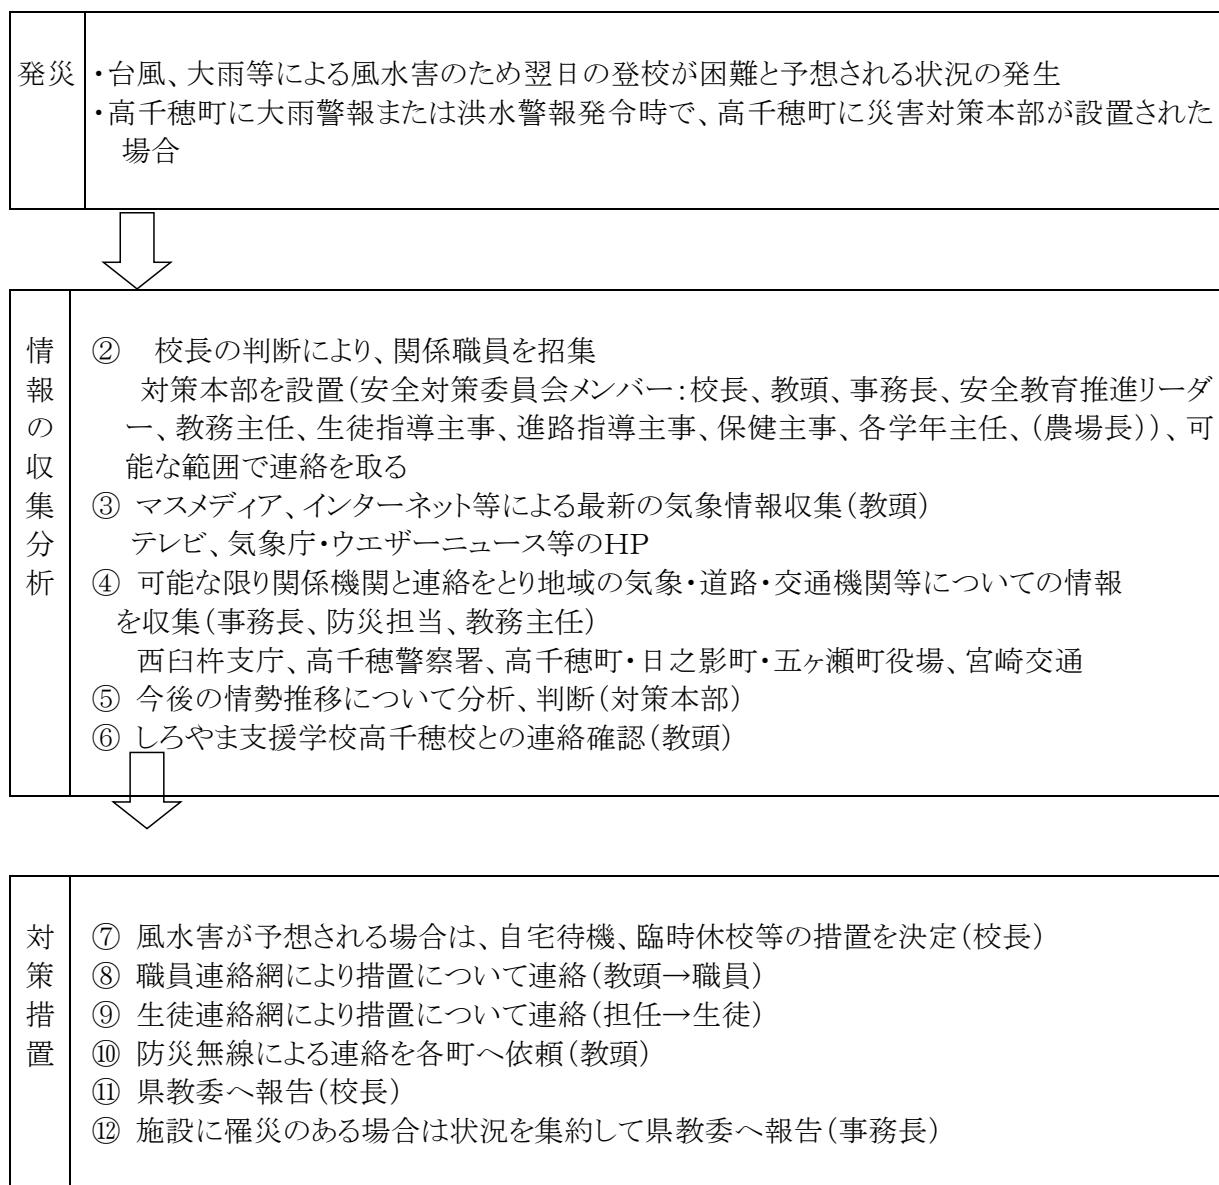 発災
・台風、大雨等による風水害のため翌日の登校が困難と予想される状況の発生
・高千穂町に大雨警報または洪水警報発令時で、高千穂町に災害対策本部が設置された
場合
情報の収集分析
② 校長の判断により、関係職員を招集
対策本部を設置(安全対策委員会メンバー:校長、教頭、事務長、安全教育推進リーダ
ー、教務主任、生徒指導主事、進路指導主事、保健主事、各学年主任、(農場長))、可
能な範囲で連絡を取る
③ マスメディア、インターネット等による最新の気象情報収集(教頭)
テレビ、気象庁・ウエザーニュース等のHP
④ 可能な限り関係機関と連絡をとり地域の気象・道路・交通機関等についての情報
を収集(事務長、防災担当、教務主任)
西臼杵支庁、高千穂警察署、高千穂町・日之影町・五ヶ瀬町役場、宮崎交通
⑤ 今後の情勢推移について分析、判断(対策本部)
⑥ しろやま支援学校高千穂校との連絡確認(教頭)
対策措置
⑦ 風水害が予想される場合は、自宅待機、臨時休校等の措置を決定(校長)
⑧ 職員連絡網により措置について連絡(教頭→職員)
⑨ 生徒連絡網により措置について連絡(担任→生徒)
⑩ 防災無線による連絡を各町へ依頼(教頭)
⑪ 県教委へ報告(校長)
⑫ 施設に罹災のある場合は状況を集約して県教委へ報告(事務長)